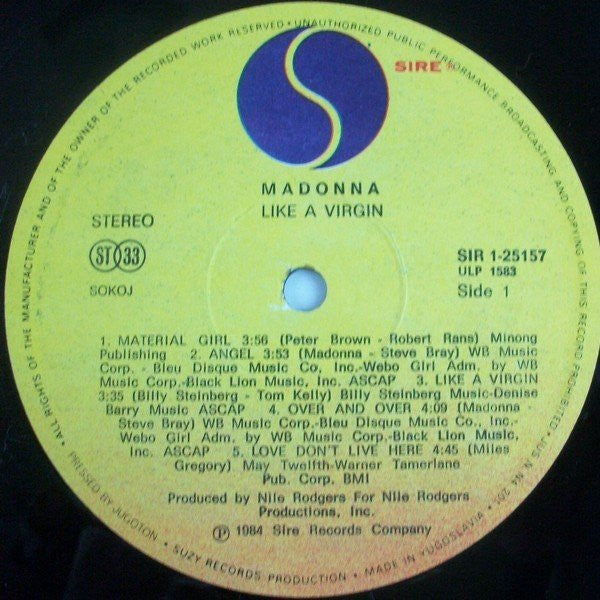 SIRE
MADONNA
LIKE A VIRGIN
STEREO
ST 33
SOKOJ
SIR 1-25157
ULP 1583
Side 1
1. MATERIAL GIRL 3:56 (Peter Brown - Robert Rans) Minong
Publishing 2. ANGEL 3:53 (Madonna - Steve Bray) WB Music
Corp. - Bleu Disque Music Co, Inc.-Webo Girl Adm. by WB
Music Corp.-Black Lion Music, Inc. ASCAP 3. LIKE A VIRGIN
3:35 (Billy Steinberg - Tom Kelly) Billy Steinberg Music-Denise
Barry Music ASCAP 4. OVER AND OVER 4:09 (Madonna -
Steve Bray) WB Music Corp.-Bleu Disque Music Co., Inc.-
Webo Girl Adm, by WB Music Corp.-Black Lion Music,
Inc. ASCAP 5. LOVE DON'T LIVE HERE 4:45 (Miles
Gregory) May Twelfth-Warner Tamerlane
Pub. Corp. BMI
Produced by Nile Rodgers For Nile Rodgers
Productions, Inc.
℗ 1984 Sire Records Company
• ALL RIGHTS OF THE MANUFACTURER AND OF THE OWNER OF THE RECORDED WORK RESERVED • UNAUTHORIZED PUBLIC PERFORMANCE BROADCASTING AND COPYING OF THIS RECORD PROHIBITED • JUS N. N4. 201 •
PRESSED BY JUGOTON • SUZY RECORDS PRODUCTION • MADE IN YUGOSLAVIA •